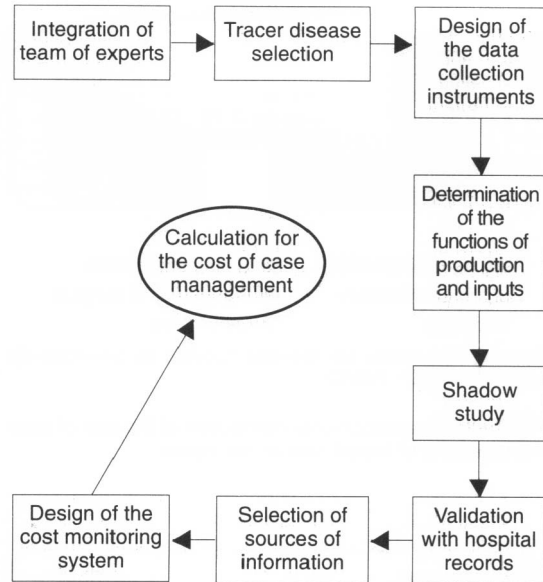 Integration of
team of experts
Tracer disease
selection
Design of
the data
collection
instruments
Determination
of the
functions of
production
and inputs
Shadow
study
Validation
with hospital
records
Selection of
sources of
information
Design of the
cost monitoring
system
Calculation for
the cost of case
management